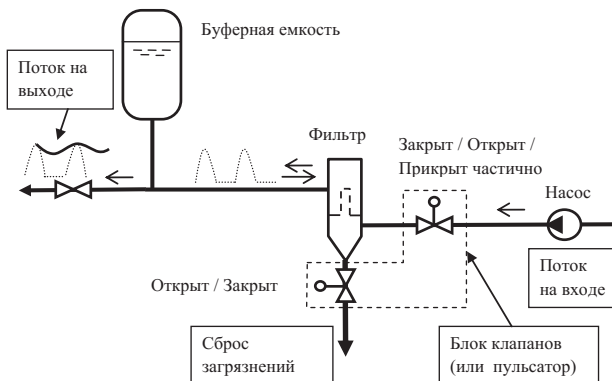 Буферная емкость
Поток на
выходе
Фильтр
Закрыт / Открыт /
Прикрыт частично
Насос
Поток
на входе
Открыт / Закрыт
Сброс
загрязнений
Блок клапанов
(или пульсатор)